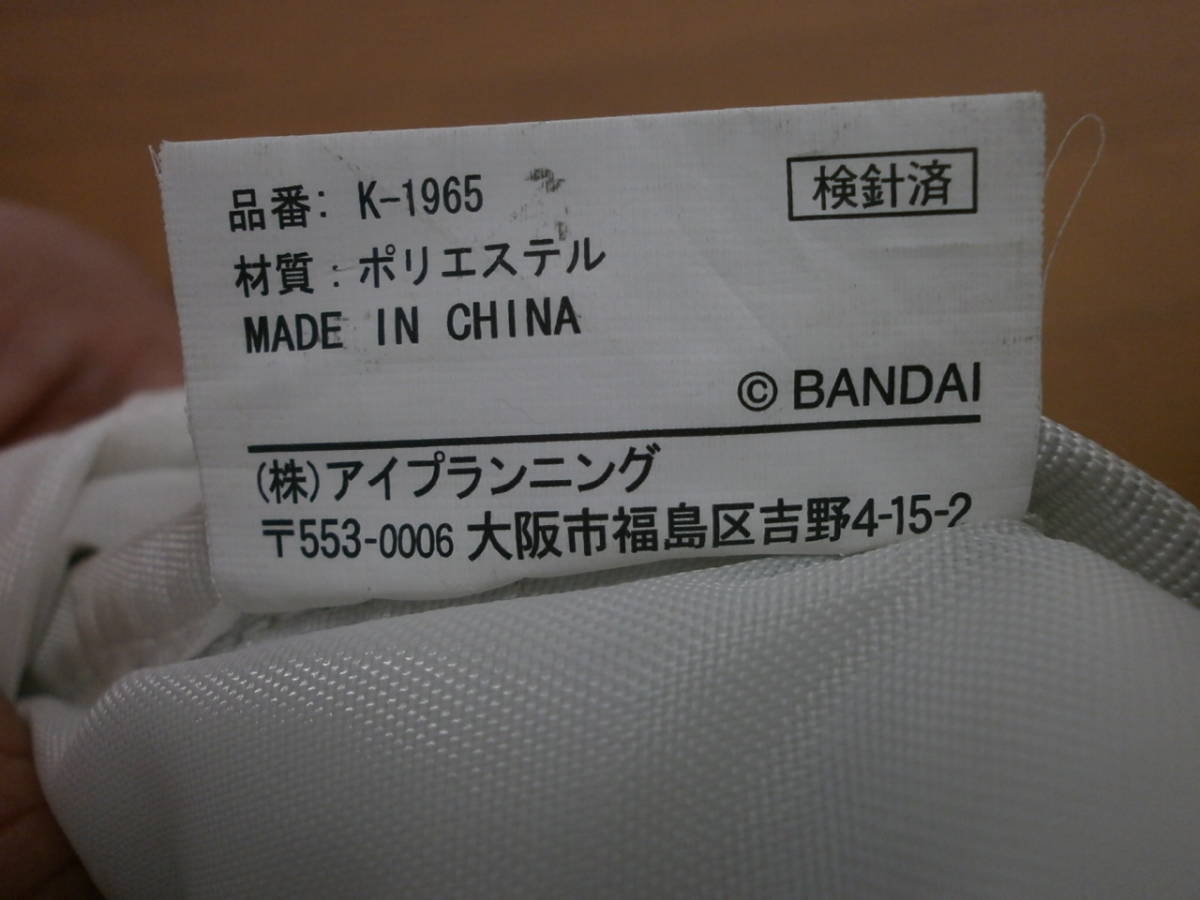 品番: K-1965
検針済
材質: ポリエステル
MADE IN CHINA
© BANDAI
(株)アイプランニング
〒553-0006 大阪市福島区吉野4-15-2